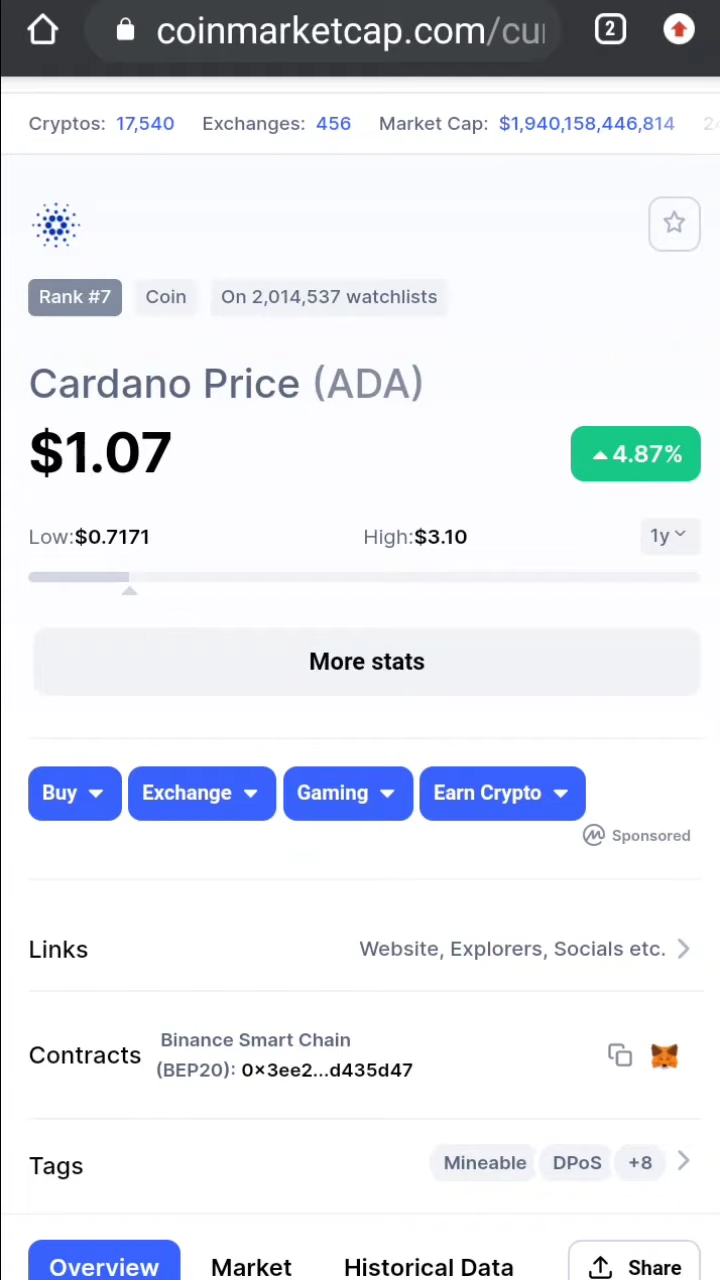 coinmarketcap.com/cur
2
Cryptos: 17,540 Exchanges: 456 Market Cap: $1,940,158,446,814 24
Rank #7 Coin On 2,014,537 watchlists
Cardano Price (ADA)
$1.07 4.87%
Low:$0.7171 High:$3.10 1y
More stats
Buy Exchange Gaming Earn Crypto
Sponsored
Links Website, Explorers, Socials etc.
Contracts Binance Smart Chain
(BEP20): 0x3ee2...d435d47
Tags Mineable DPoS +8
Overview Market Historical Data Share